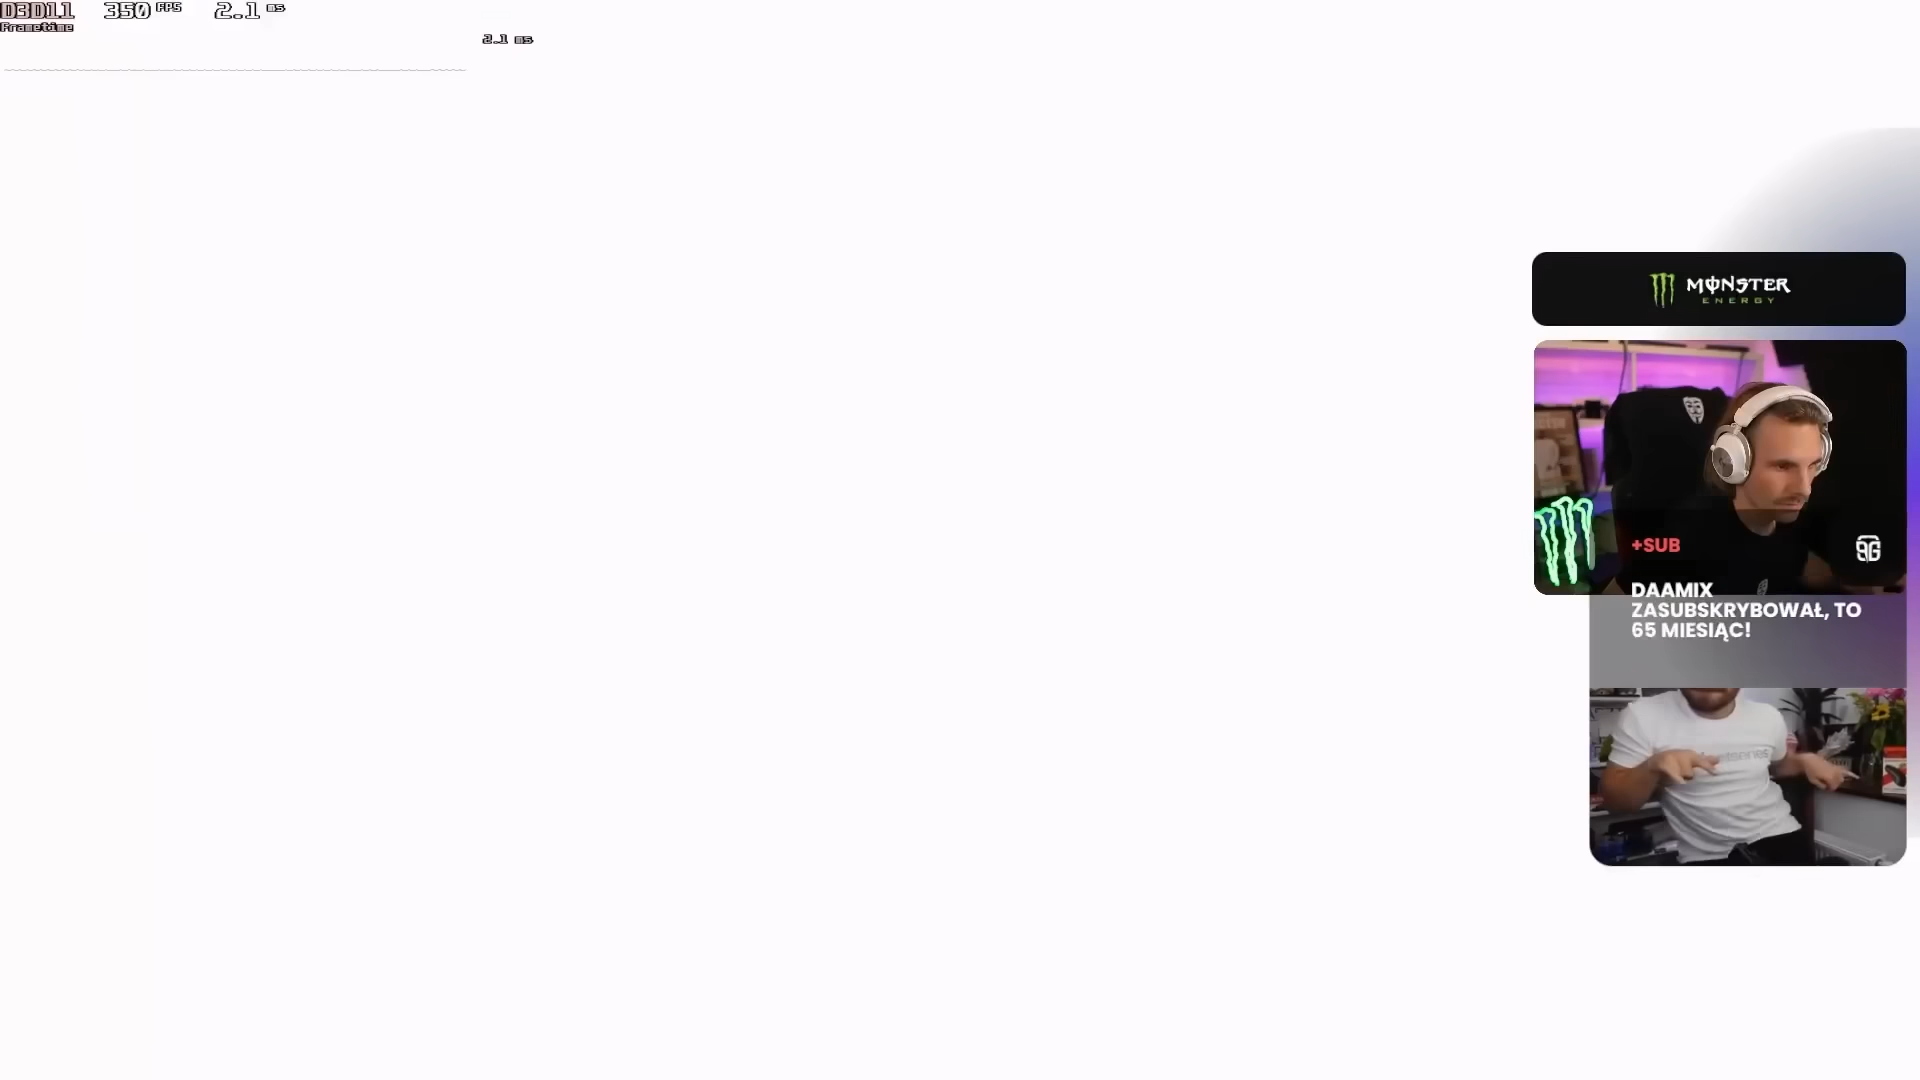 D3D11 350 FPS 2.1 ms
Frametime
2.1 ms
MONSTER
ENERGY
+SUB
DAAMIX
ZASUBSKRYBOWAŁ, TO
65 MIESIĄC!